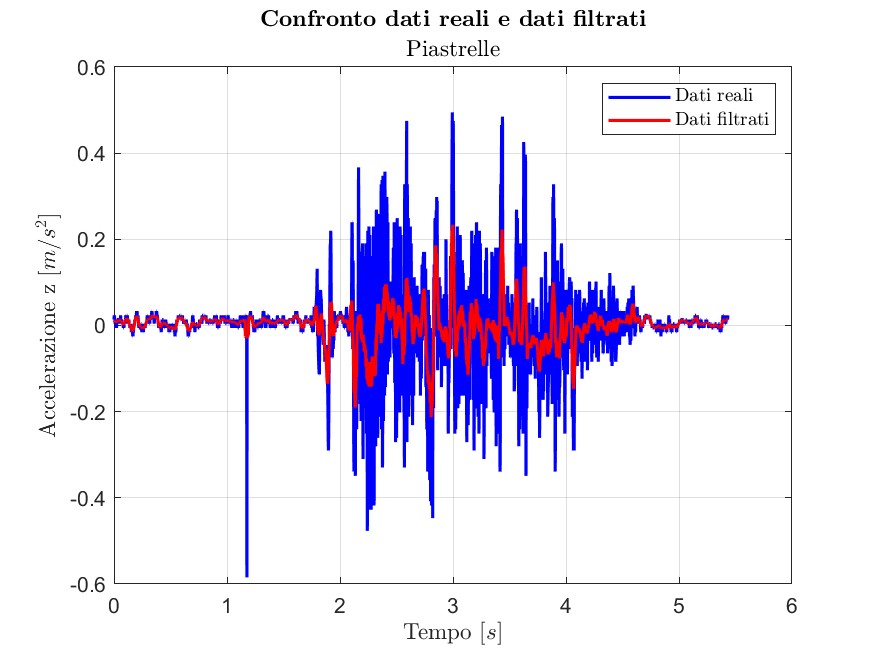 Confronto dati reali e dati filtrati
Piastrelle
0.6
0.4
0.2
0
-0.2
-0.4
-0.6
Accelerazione z [m/s²]
Dati reali
Dati filtrati
0 1 2 3 4 5 6
Tempo [s]